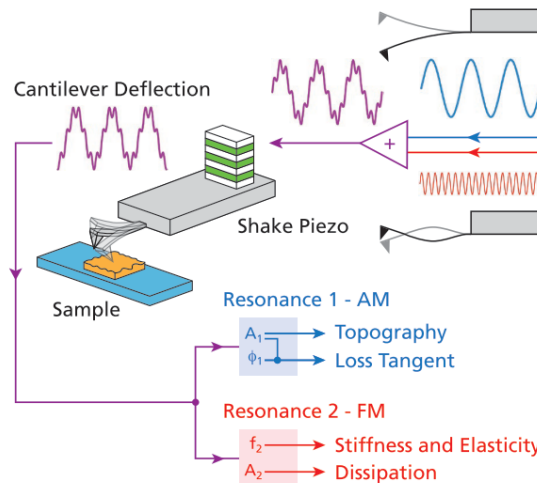 Cantilever Deflection
+
Shake Piezo
Sample
Resonance 1 - AM
A₁
Topography
ϕ₁
Loss Tangent
Resonance 2 - FM
f₂
Stiffness and Elasticity
A₂
Dissipation